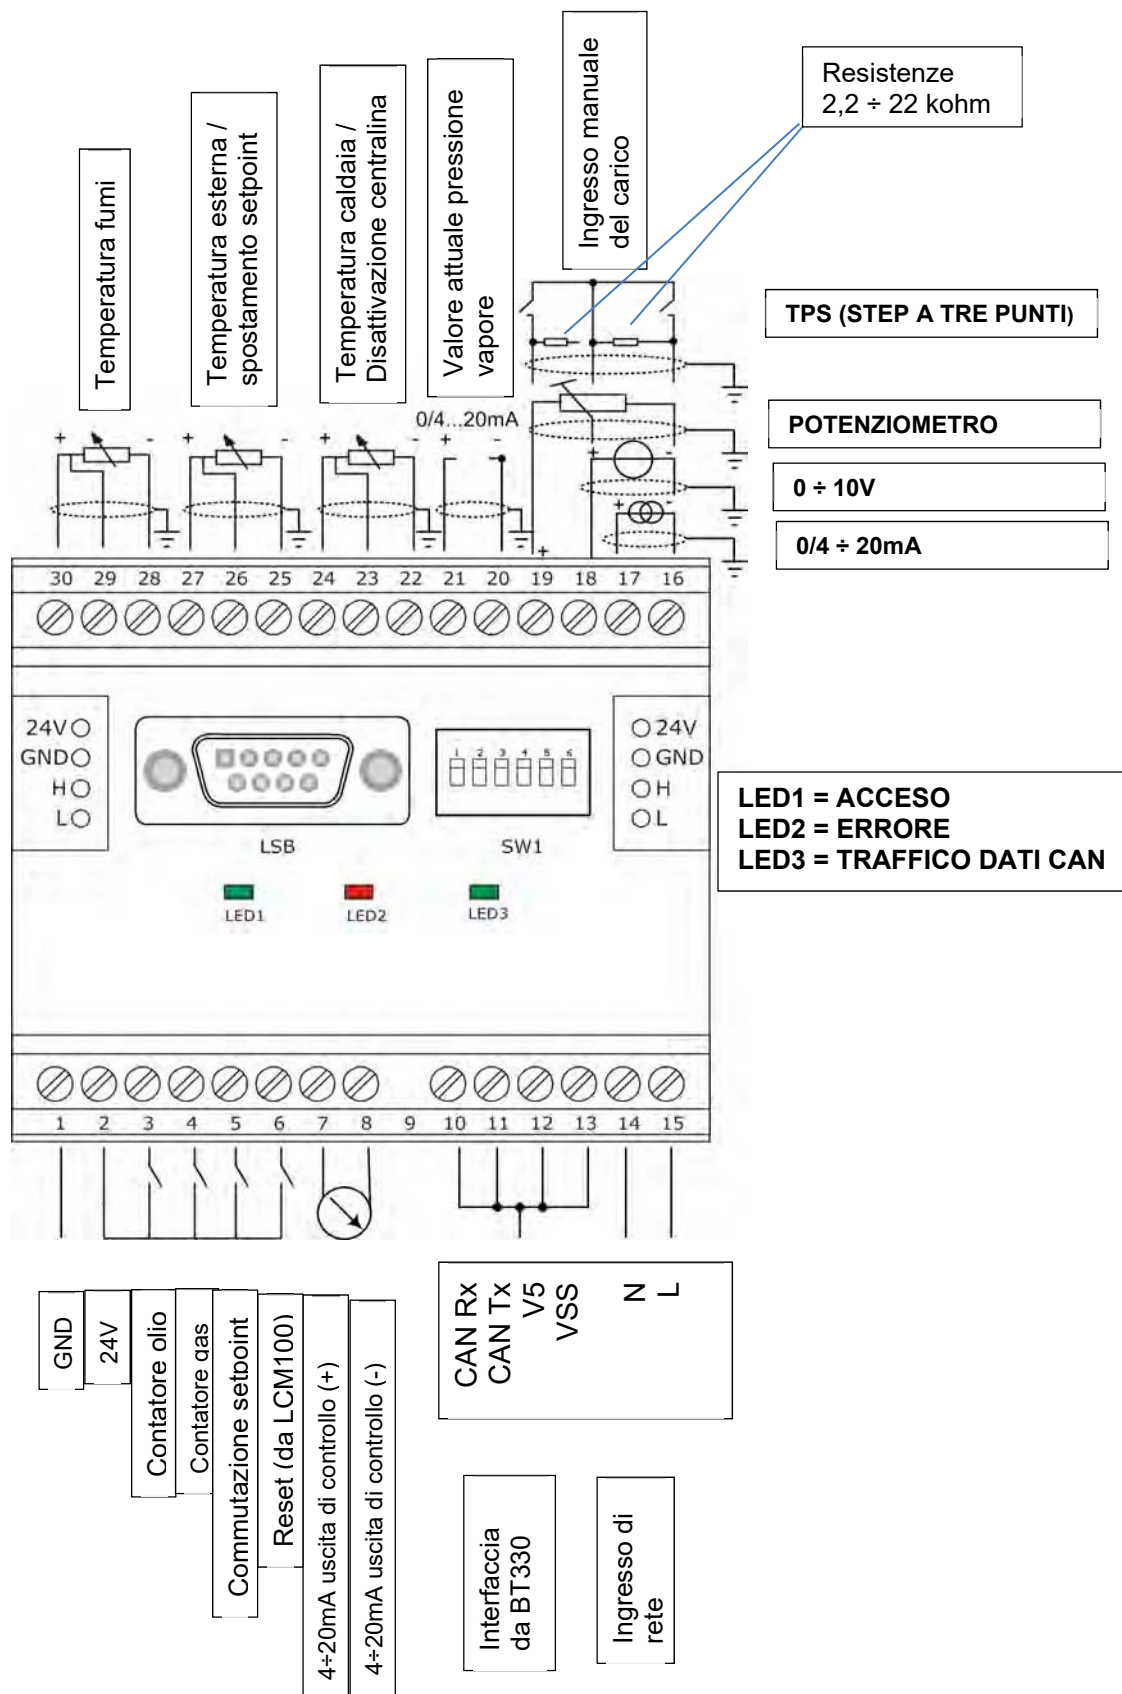 Temperatura fumi
Temperatura esterna /
spostamento setpoint
Temperatura caldaia /
Disattivazione centralina
Valore attuale pressione
vapore
Ingresso manuale
del carico
Resistenze
2,2 ÷ 22 kohm
TPS (STEP A TRE PUNTI)
POTENZIOMETRO
0 ÷ 10V
0/4 ÷ 20mA
0/4...20mA
+ -
+ -
+ -
+ -
+ -
+ -
+
30 29 28 27 26 25 24 23 22 21 20 19 18 17 16
24V
GND
H
L
1 2 3 4 5 6
LSB
SW1
24V
GND
H
L
LED1
LED2
LED3
LED1 = ACCESO
LED2 = ERRORE
LED3 = TRAFFICO DATI CAN
1 2 3 4 5 6 7 8 9 10 11 12 13 14 15
GND
24V
Contatore olio
Contatore gas
Commutazione setpoint
Reset (da LCM100)
4÷20mA uscita di controllo (+)
4÷20mA uscita di controllo (-)
CAN Rx
CAN Tx
V5
VSS
N
L
Interfaccia
da BT330
Ingresso di
rete